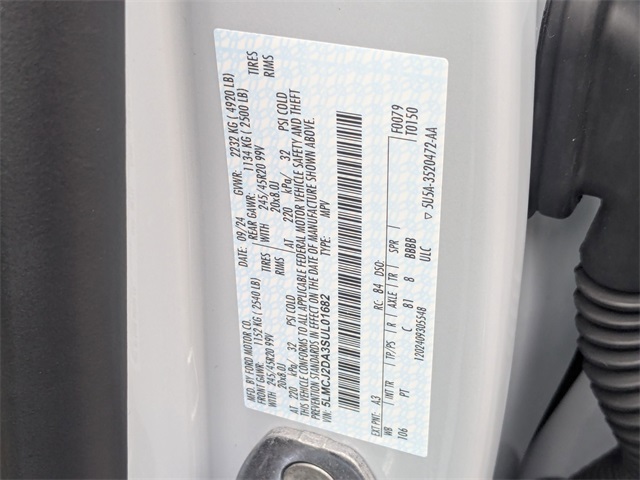 MFD. BY FORD MOTOR CO.
DATE: 09/24 GVWR: 2232 KG ( 4920 LB)
FRONT GAWR: 1152 KG ( 2540 LB) REAR GAWR: 1134 KG ( 2500 LB)
WITH 245/45R20 99V TIRES WITH 245/45R20 99V TIRES
20x8.0J RIMS 20x8.0J RIMS
AT 220 kPa/ 32 PSI COLD AT 220 kPa/ 32 PSI COLD
THIS VEHICLE CONFORMS TO ALL APPLICABLE FEDERAL MOTOR VEHICLE SAFETY AND THEFT
PREVENTION STANDARDS IN EFFECT ON THE DATE OF MANUFACTURE SHOWN ABOVE.
VIN: 5LMCJ2DA3SUL01682 MPV
F0079
T0150
EXT PNT: A3 RC: 84 DSO:
WB INT TR TP/PS R AXLE TR SPR
106 PT C 81 8 BBBB
ULC
1202409305548
▽ 5U5A-3520472-AA